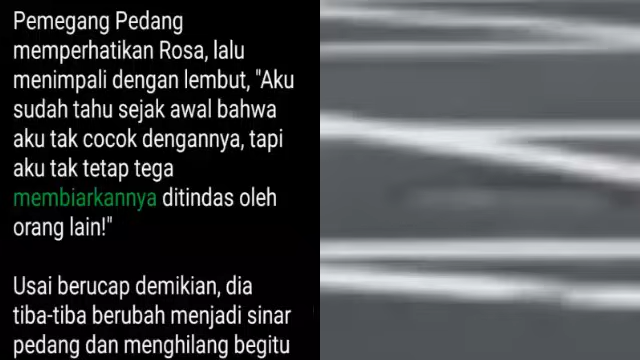 Pemegang Pedang
memperhatikan Rosa, lalu
menimpali dengan lembut, "Aku
sudah tahu sejak awal bahwa
aku tak cocok dengannya, tapi
aku tak tetap tega
membiarkannya ditindas oleh
orang lain!"
Usai berucap demikian, dia
tiba-tiba berubah menjadi sinar
pedang dan menghilang begitu